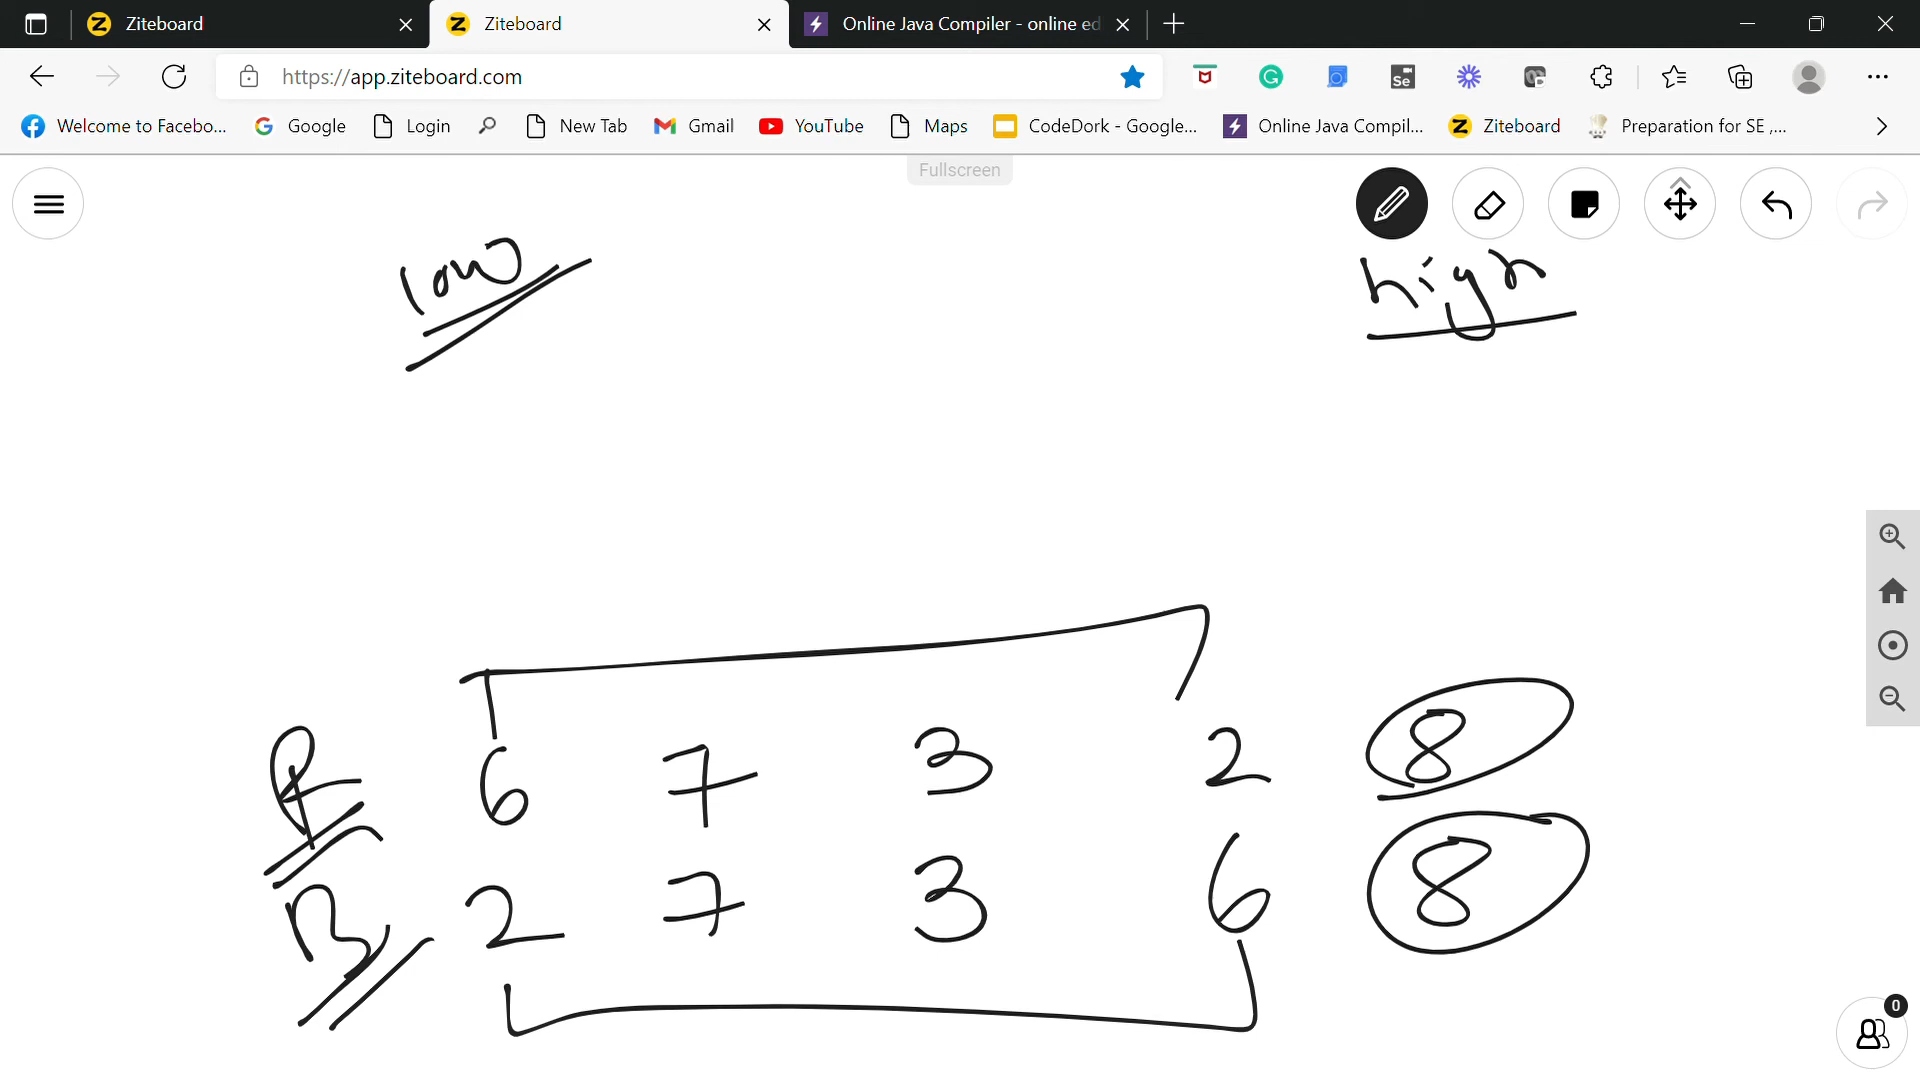 Ziteboard Ziteboard Online Java Compiler - online ed
https://app.ziteboard.com
Welcome to Facebo... Google Login New Tab Gmail YouTube Maps CodeDork - Google... Online Java Compil... Ziteboard Preparation for SE ,...
Fullscreen
low high
6 7 3 2 8
B 2 7 3 6 8
0